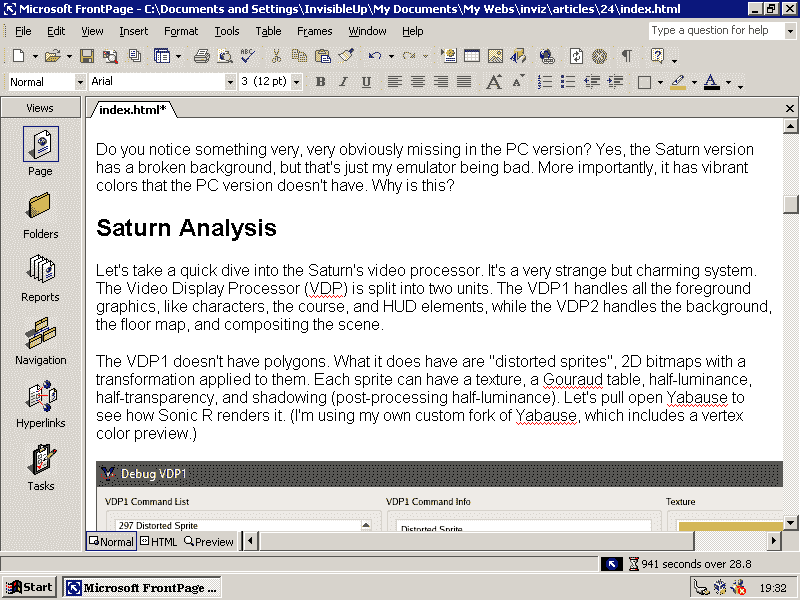 Microsoft FrontPage - C:\Documents and Settings\InvisibleUp\My Documents\My Webs\inviz\articles\24\index.html
File Edit View Insert Format Tools Table Frames Window Help Type a question for help
Normal Arial 3 (12 pt) B I U A A A
Views index.html*
Page
Folders
Reports
Navigation
Hyperlinks
Tasks
Do you notice something very, very obviously missing in the PC version? Yes, the Saturn version
has a broken background, but that's just my emulator being bad. More importantly, it has vibrant
colors that the PC version doesn't have. Why is this?
Saturn Analysis
Let's take a quick dive into the Saturn's video processor. It's a very strange but charming system.
The Video Display Processor (VDP) is split into two units. The VDP1 handles all the foreground
graphics, like characters, the course, and HUD elements, while the VDP2 handles the background,
the floor map, and compositing the scene.
The VDP1 doesn't have polygons. What it does have are "distorted sprites", 2D bitmaps with a
transformation applied to them. Each sprite can have a texture, a Gouraud table, half-luminance,
half-transparency, and shadowing (post-processing half-luminance). Let's pull open Yabause to
see how Sonic R renders it. (I'm using my own custom fork of Yabause, which includes a vertex
color preview.)
Debug VDP1
VDP1 Command List VDP1 Command Info Texture
297 Distorted Sprite Distorted Sprite
Normal HTML Preview
941 seconds over 28.8
Start Microsoft FrontPage ... 19:32